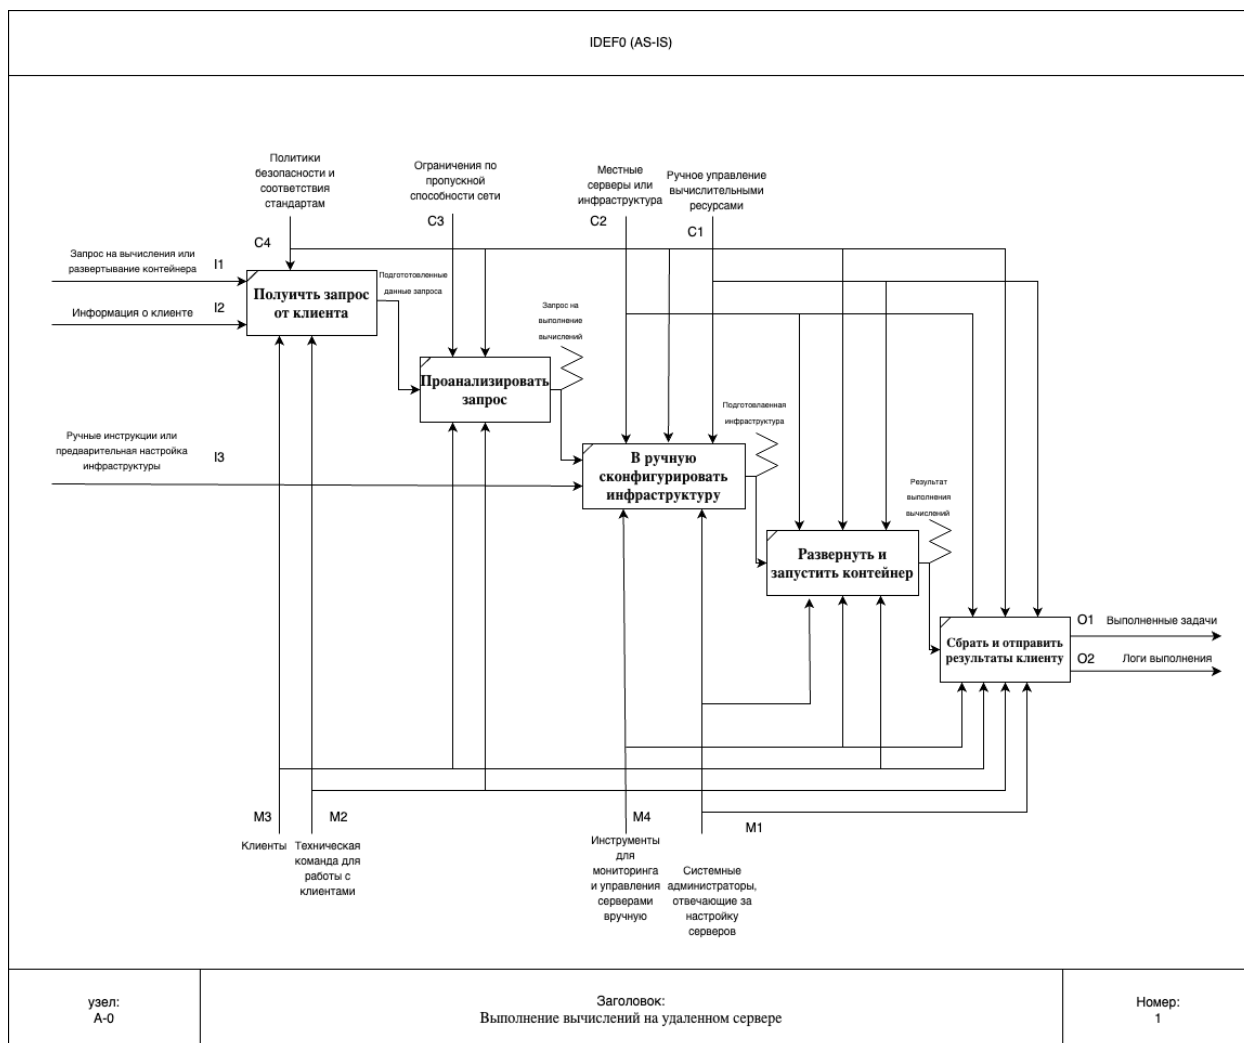 IDEF0 (AS-IS)
Политики
безопасности и
соответствия
стандартам
Ограничения по
пропускной
способности сети
Местные
серверы или
инфраструктура
Ручное управление
вычислительными
ресурсами
C4
C3
C2
C1
Запрос на вычисления или
развертывание контейнера
I1
Информация о клиенте
I2
Ручные инструкции или
предварительная настройка
инфраструктуры
I3
Полуичть запрос
от клиента
Подгототовленные
данные запроса
Проанализировать
запрос
Запрос на
выполнение
вычислений
В ручную
сконфигурировать
инфраструктуру
Подготовлаенная
инфраструктура
Развернуть и
запустить контейнер
Результат
выполнения
вычислений
Сбрать и отправить
результаты клиенту
O1
Выполненные задачи
O2
Логи выполнения
M3
Клиенты
M2
Техническая
команда для
работы с
клиентами
M4
Инструменты
для
мониторинга
и управления
серверами
вручную
M1
Системные
администраторы,
отвечающие за
настройку
серверов
узел:
A-0
Заголовок:
Выполнение вычислений на удаленном сервере
Номер:
1